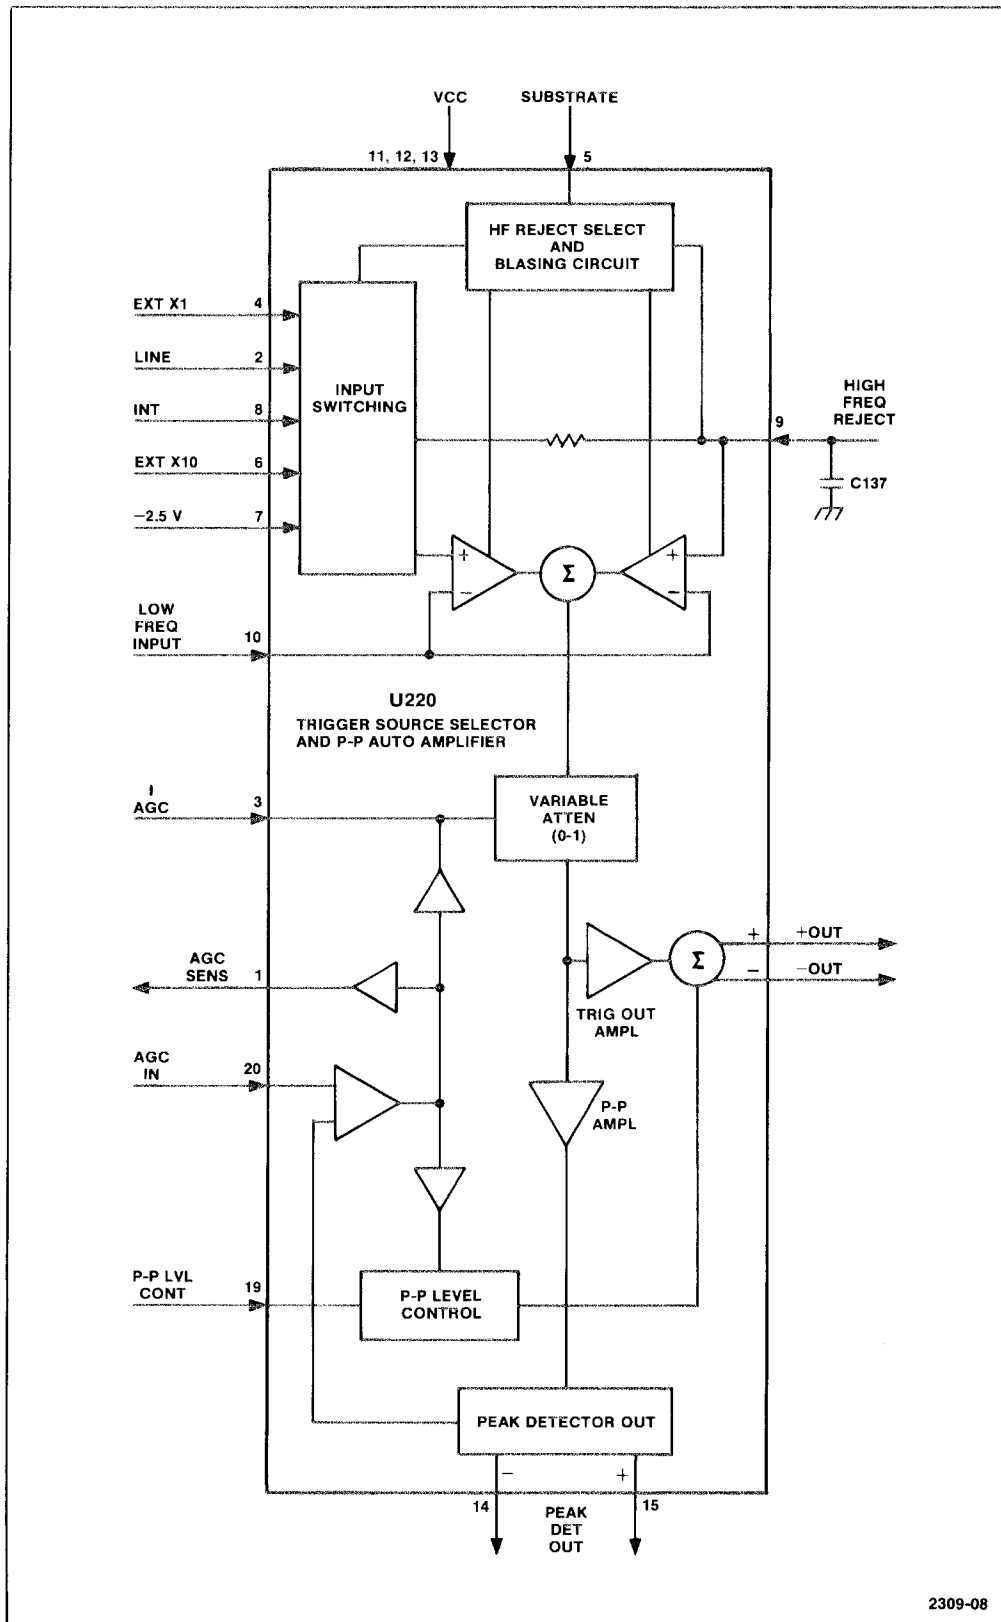 VCC
SUBSTRATE
11, 12, 13
5
HF REJECT SELECT
AND
BLASING CIRCUIT
EXT X1
4
LINE
2
INT
8
EXT X10
6
−2.5 V
7
INPUT
SWITCHING
HIGH
FREQ
REJECT
9
C137
+
−
Σ
+
−
LOW
FREQ
INPUT
10
U220
TRIGGER SOURCE SELECTOR
AND P-P AUTO AMPLIFIER
I
AGC
3
VARIABLE
ATTEN
(0-1)
AGC
SENS
1
Σ
+
+OUT
−
−OUT
TRIG OUT
AMPL
AGC
IN
20
P-P
AMPL
P-P LVL
CONT
19
P-P LEVEL
CONTROL
PEAK DETECTOR OUT
−
+
14
PEAK
DET
OUT
15
2309-08